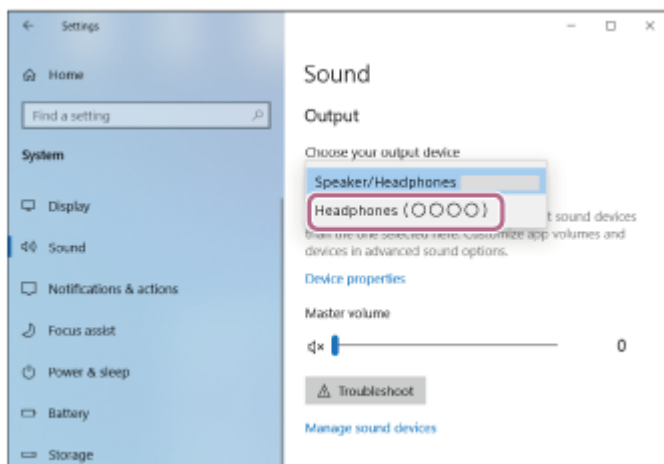 Settings
Home
Find a setting
System
Display
Sound
Notifications & actions
Focus assist
Power & sleep
Battery
Storage
Sound
Output
Choose your output device
Speaker/Headphones
Headphones (○○○○)
t sound devices
than the one selected here. Customize app volumes and
devices in advanced sound options.
Device properties
Master volume
0
Troubleshoot
Manage sound devices